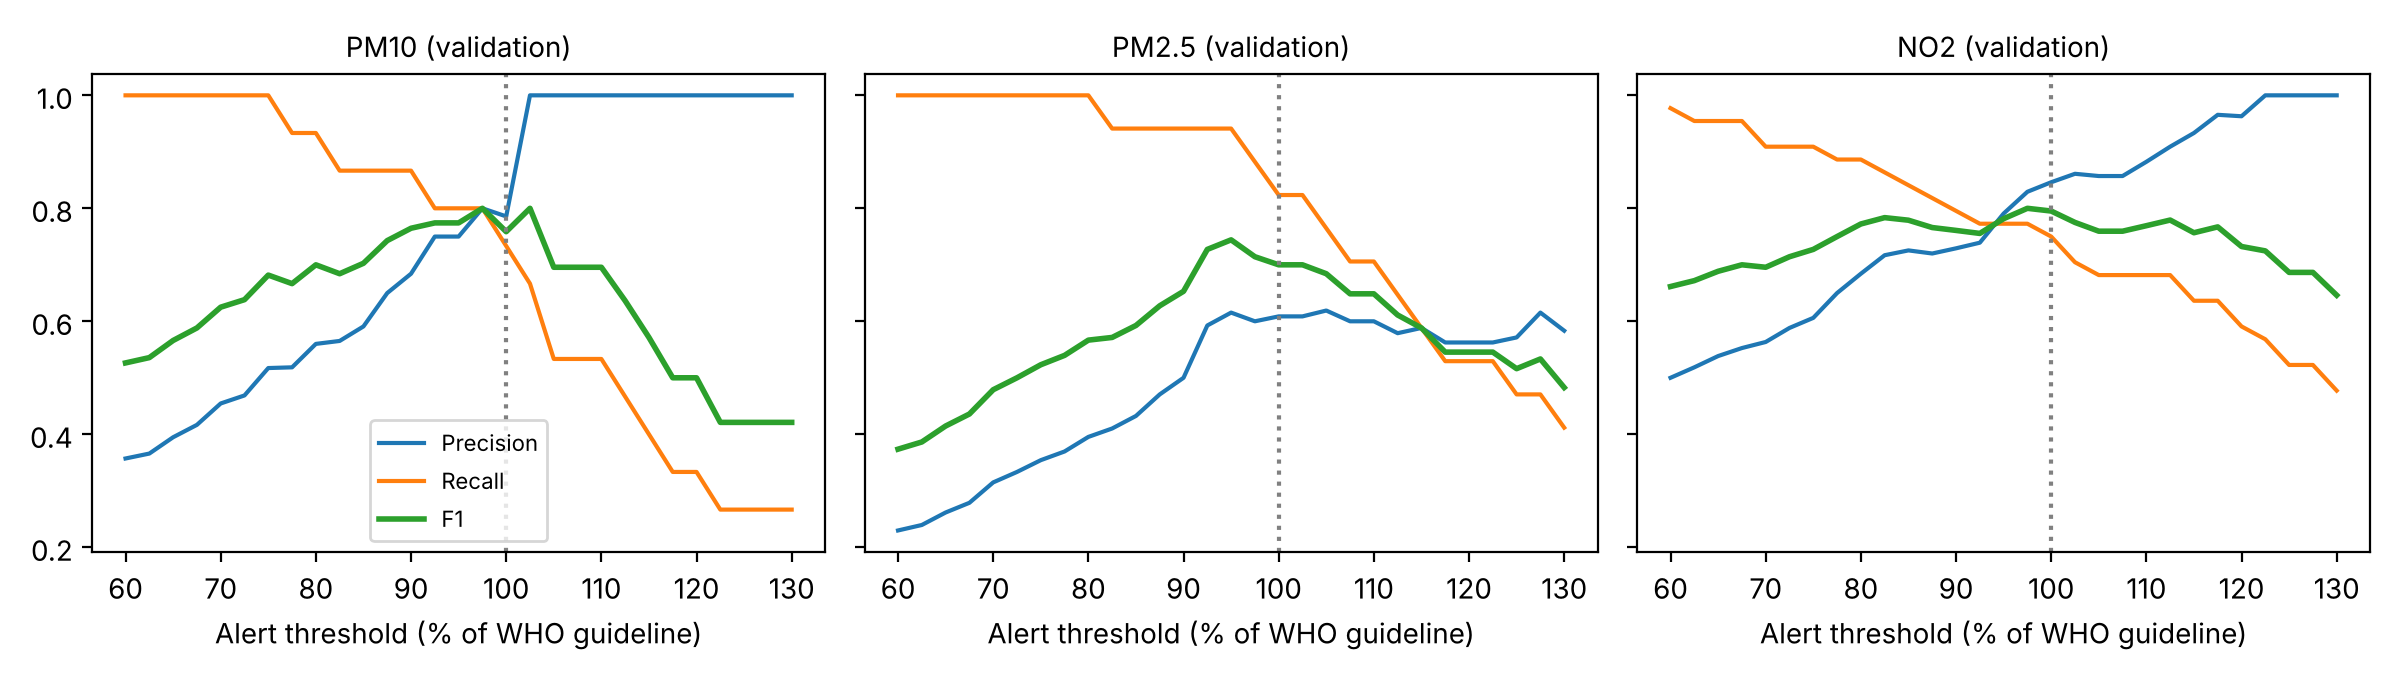 PM10 (validation)
PM2.5 (validation)
NO2 (validation)
1.0
0.8
0.6
0.4
0.2
Precision
Recall
F1
60 70 80 90 100 110 120 130
60 70 80 90 100 110 120 130
60 70 80 90 100 110 120 130
Alert threshold (% of WHO guideline)
Alert threshold (% of WHO guideline)
Alert threshold (% of WHO guideline)